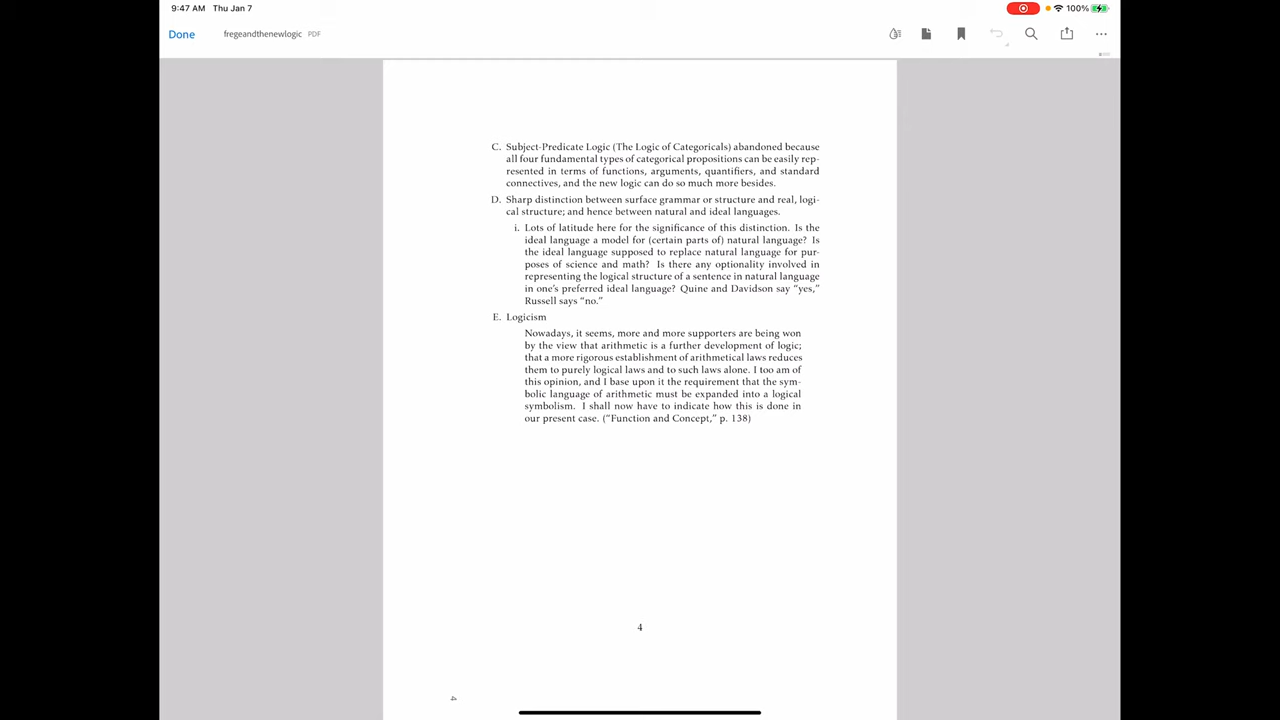 9:47 AM Thu Jan 7
100%
Done
fregeandthenewlogic PDF
C. Subject-Predicate Logic (The Logic of Categoricals) abandoned because
all four fundamental types of categorical propositions can be easily rep-
resented in terms of functions, arguments, quantifiers, and standard
connectives, and the new logic can do so much more besides.
D. Sharp distinction between surface grammar or structure and real, logi-
cal structure; and hence between natural and ideal languages.
i. Lots of latitude here for the significance of this distinction. Is the
ideal language a model for (certain parts of) natural language? Is
the ideal language supposed to replace natural language for pur-
poses of science and math? Is there any optionality involved in
representing the logical structure of a sentence in natural language
in one's preferred ideal language? Quine and Davidson say "yes,"
Russell says "no."
E. Logicism
Nowadays, it seems, more and more supporters are being won
by the view that arithmetic is a further development of logic;
that a more rigorous establishment of arithmetical laws reduces
them to purely logical laws and to such laws alone. I too am of
this opinion, and I base upon it the requirement that the sym-
bolic language of arithmetic must be expanded into a logical
symbolism. I shall now have to indicate how this is done in
our present case. ("Function and Concept," p. 138)
4
4